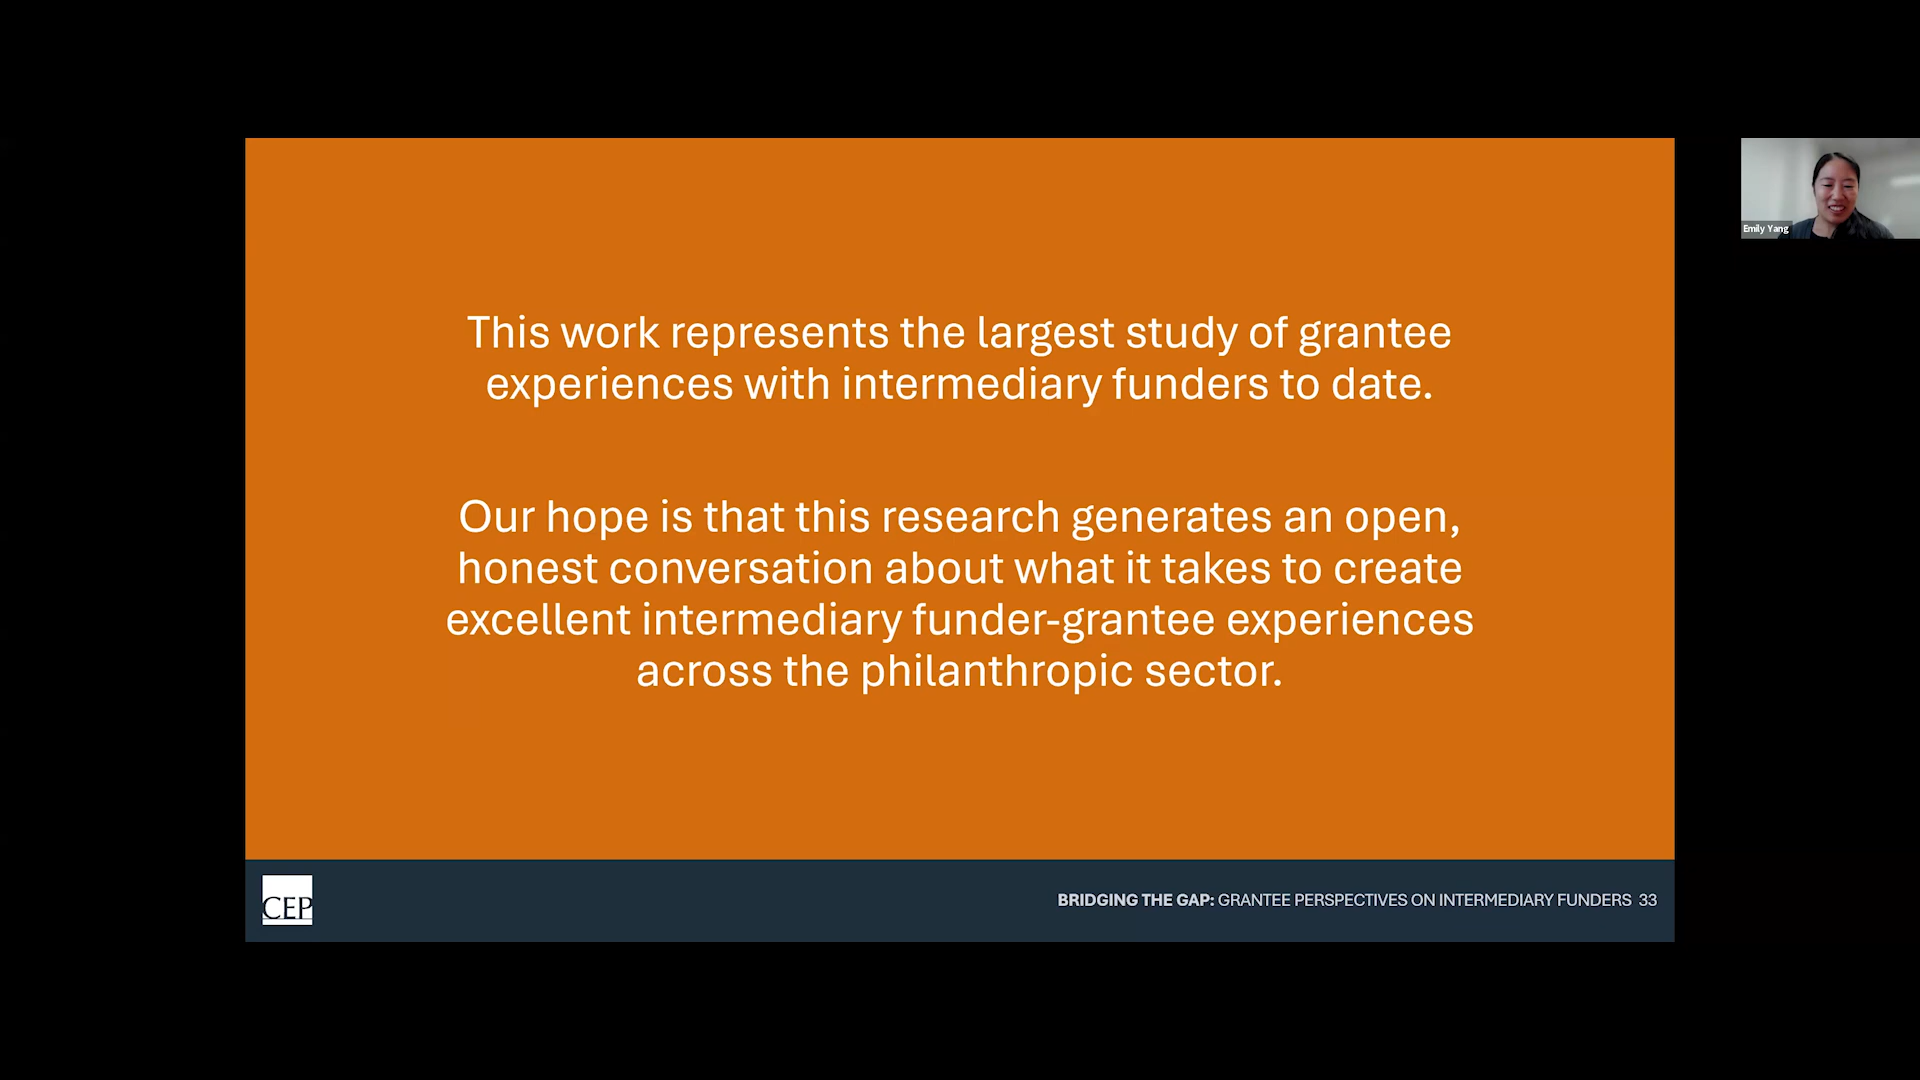 This work represents the largest study of grantee
experiences with intermediary funders to date.
Our hope is that this research generates an open,
honest conversation about what it takes to create
excellent intermediary funder-grantee experiences
across the philanthropic sector.
Emily Yang
CEP
BRIDGING THE GAP: GRANTEE PERSPECTIVES ON INTERMEDIARY FUNDERS 33